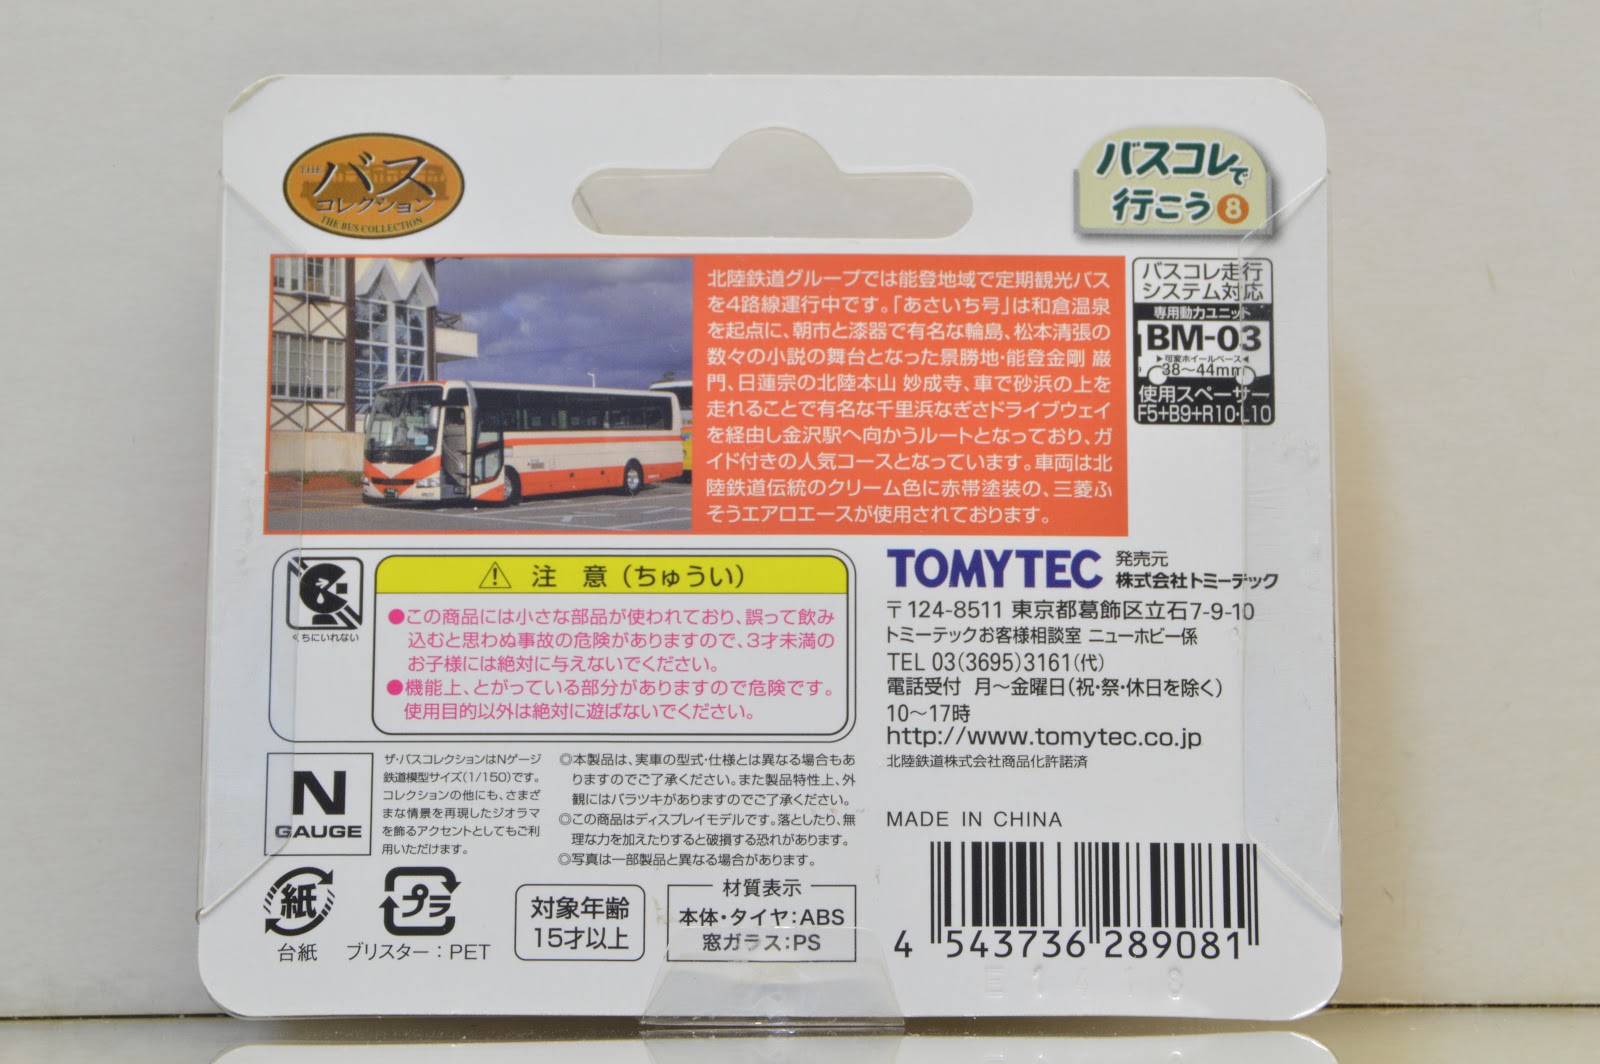 THE
バス
コレクション
THE BUS COLLECTION
バスコレで
行こう8
北陸鉄道グループでは能登地域で定期観光バス
を4路線運行中です。「あさいち号」は和倉温泉
を起点に、朝市と漆器で有名な輪島、松本清張の
数々の小説の舞台となった景勝地・能登金剛 巌
門、日蓮宗の北陸本山 妙成寺、車で砂浜の上を
走れることで有名な千里浜なぎさドライブウェイ
を経由し金沢駅へ向かうルートとなっており、ガ
イド付きの人気コースとなっています。車両は北
陸鉄道伝統のクリーム色に赤帯塗装の、三菱ふ
そうエアロエースが使用されております。
バスコレ走行
システム対応
専用動力ユニット
BM-03
▶可変ホイールベース◀
38〜44mm
使用スペーサー
F5+B9+R10・L10
くちにいれない
注 意（ちゅうい）
●この商品には小さな部品が使われており、誤って飲み
込むと思わぬ事故の危険がありますので、3才未満の
お子様には絶対に与えないでください。
●機能上、とがっている部分がありますので危険です。
使用目的以外は絶対に遊ばないでください。
TOMYTEC
発売元
株式会社トミーテック
〒124-8511 東京都葛飾区立石7-9-10
トミーテックお客様相談室 ニューホビー係
TEL 03(3695)3161(代)
電話受付 月〜金曜日(祝・祭・休日を除く)
10〜17時
http://www.tomytec.co.jp
北陸鉄道株式会社商品化許諾済
N
GAUGE
ザ・バスコレクションはNゲージ
鉄道模型サイズ(1/150)です。
コレクションの他にも、さまざ
まな情景を再現したジオラマ
を飾るアクセントとしてもご利
用いただけます。
◎本製品は、実車の型式・仕様とは異なる場合もあ
りますのでご了承ください。また製品特性上、外
観にはバラツキがありますのでご了承ください。
◎この商品はディスプレイモデルです。落としたり、無
理な力を加えたりすると破損する恐れがあります。
◎写真は一部製品と異なる場合があります。
MADE IN CHINA
紙
台紙
プラ
ブリスター：PET
対象年齢
15才以上
材質表示
本体・タイヤ：ABS
窓ガラス：PS
4 543736 289081